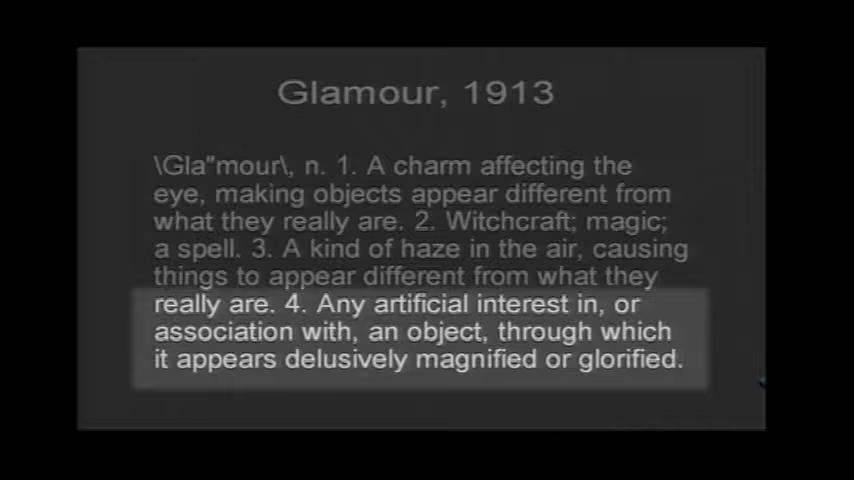 Glamour, 1913
\Gla"mour\, n. 1. A charm affecting the
eye, making objects appear different from
what they really are. 2. Witchcraft; magic;
a spell. 3. A kind of haze in the air, causing
things to appear different from what they
really are. 4. Any artificial interest in, or
association with, an object, through which
it appears delusively magnified or glorified.